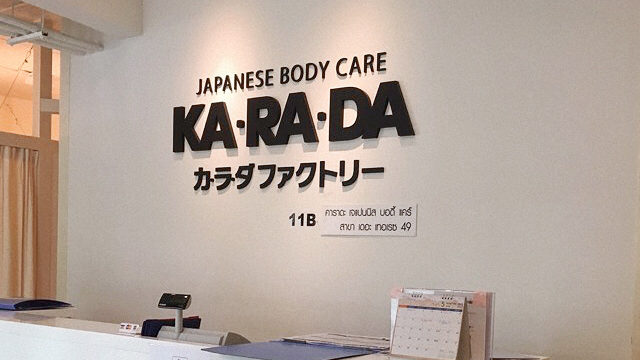 JAPANESE BODY CARE
KA·RA·DA
カ·ラ·ダファクトリー
11B
คาราดะ เจแปนนิส บอดี้ แคร์
สาขา เดอะ เทอเรซ 49